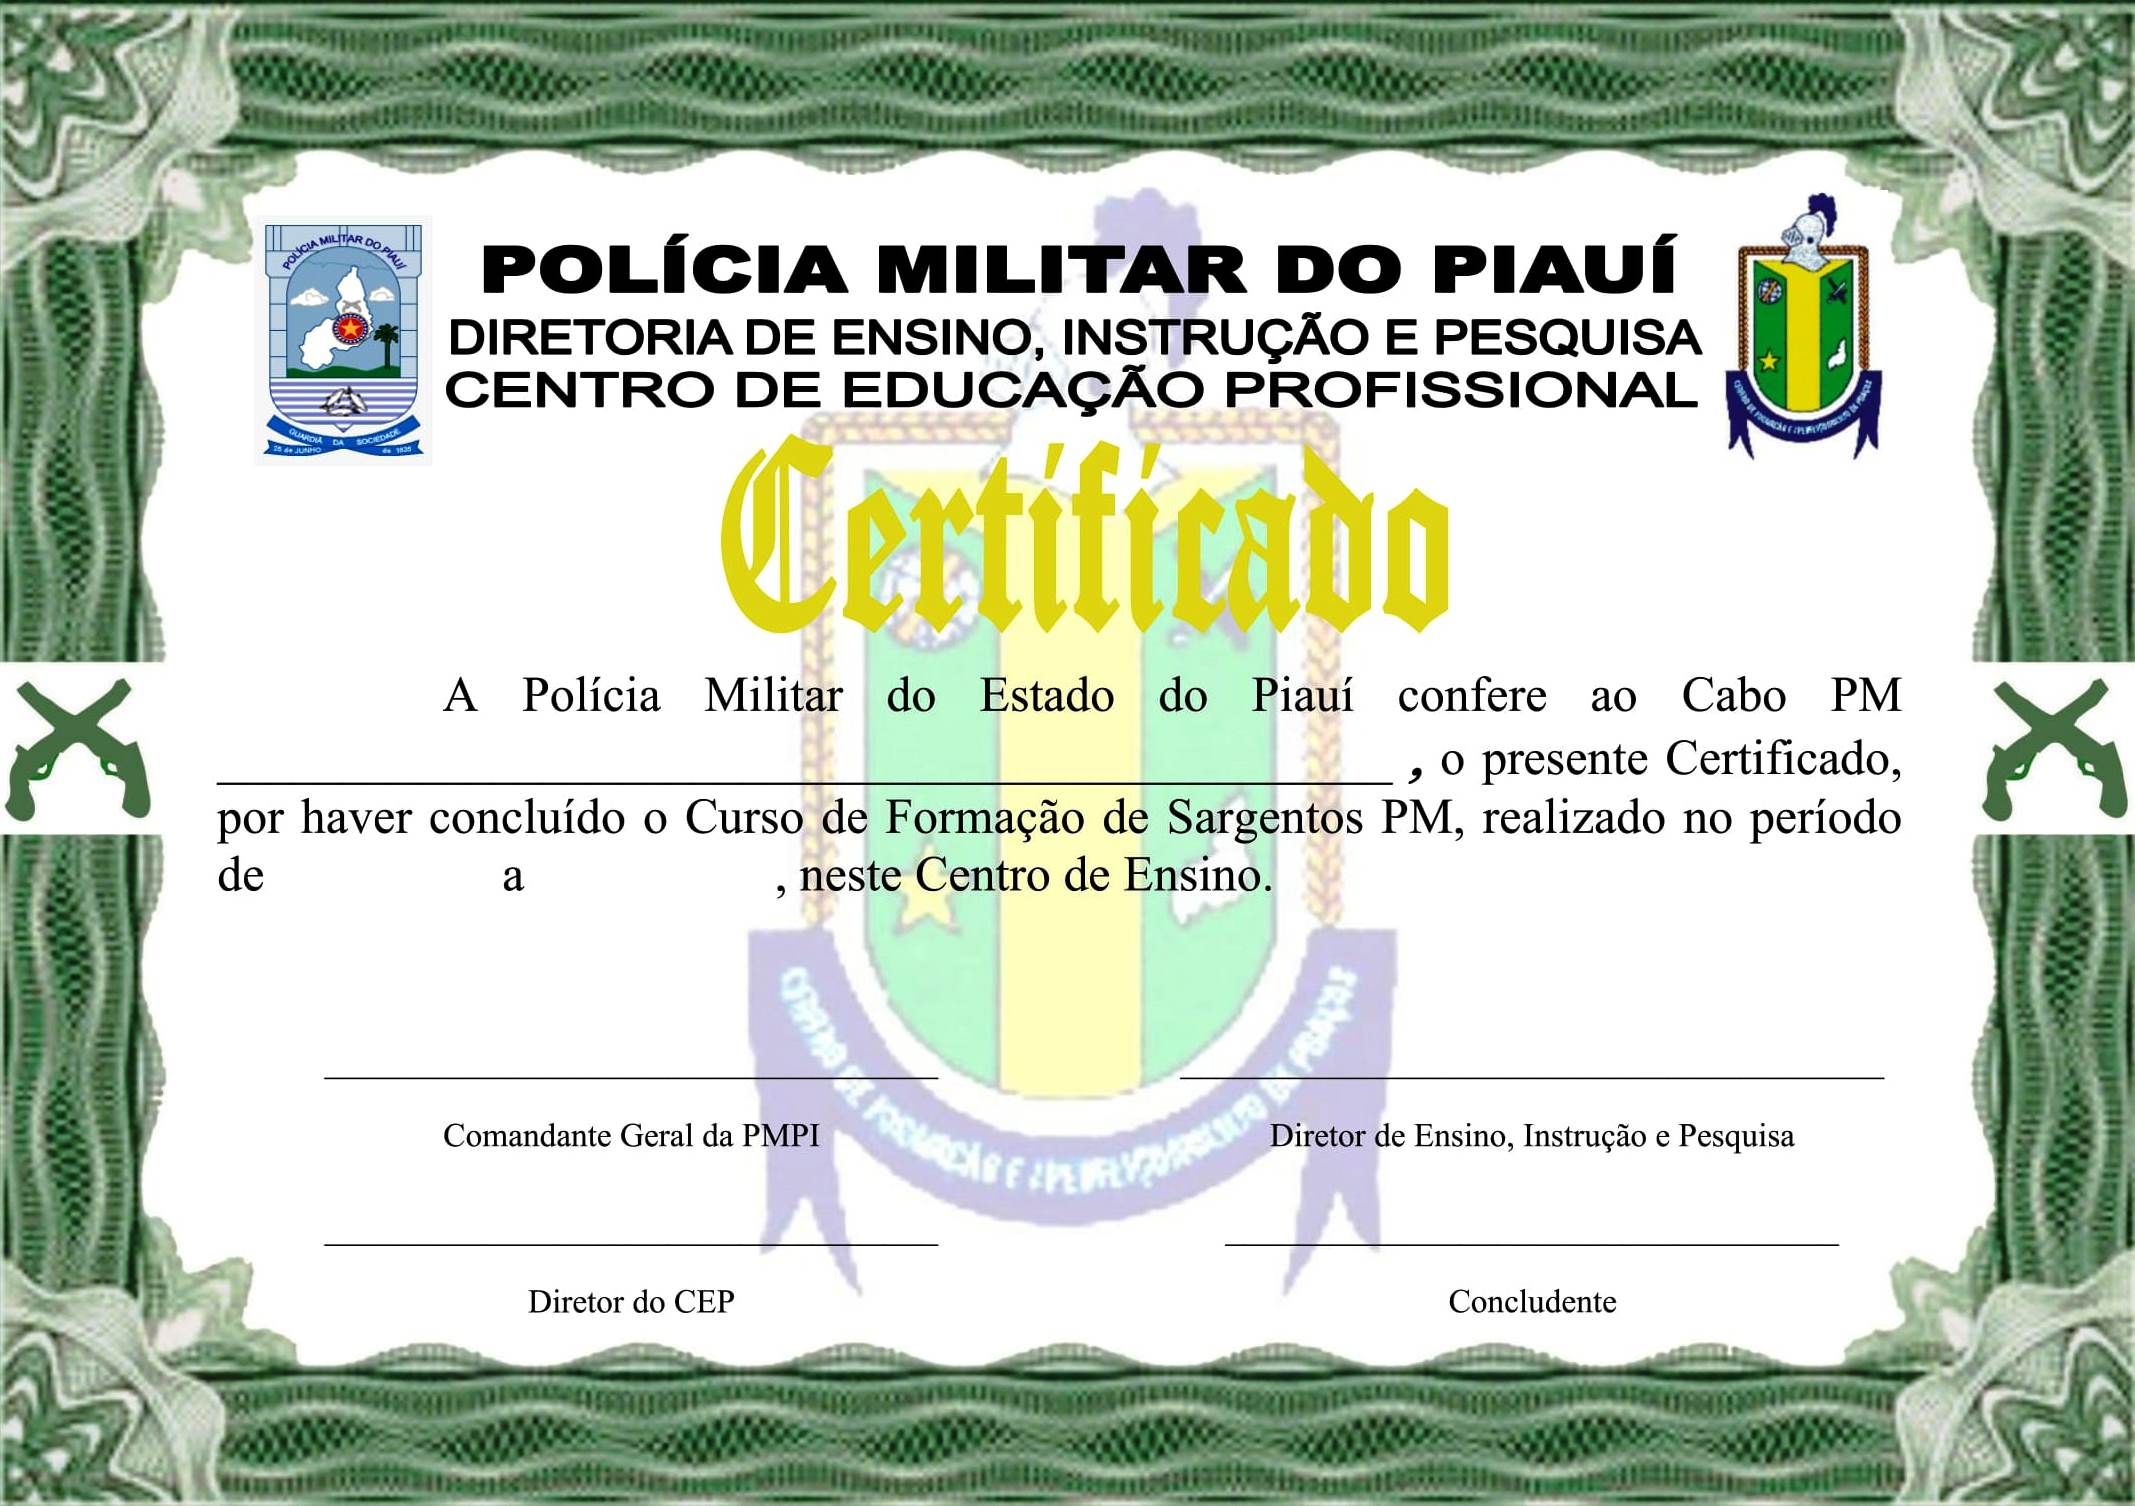 POLÍCIA MILITAR DO PIAUÍ
GUARDIÃ DA SOCIEDADE
25 de JUNHO de 1835
POLÍCIA MILITAR DO PIAUÍ
DIRETORIA DE ENSINO, INSTRUÇÃO E PESQUISA
CENTRO DE EDUCAÇÃO PROFISSIONAL
Certificado
A Polícia Militar do Estado do Piauí confere ao Cabo PM
, o presente Certificado,
por haver concluído o Curso de Formação de Sargentos PM, realizado no período
de a , neste Centro de Ensino.
Comandante Geral da PMPI
Diretor de Ensino, Instrução e Pesquisa
Diretor do CEP
Concludente